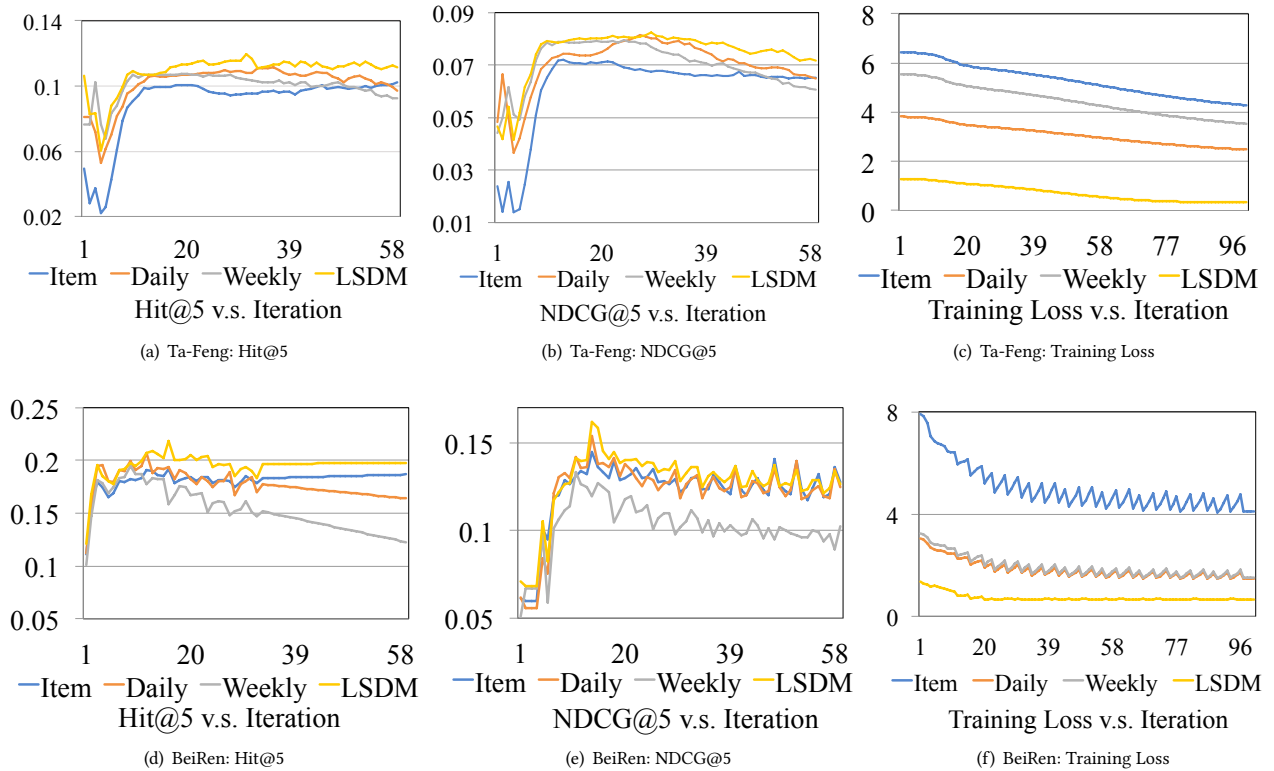 0.14
0.1
0.06
0.02
1 20 39 58
Item Daily Weekly LSDM
Hit@5 v.s. Iteration
(a) Ta-Feng: Hit@5
0.09
0.07
0.05
0.03
0.01
1 20 39 58
Item Daily Weekly LSDM
NDCG@5 v.s. Iteration
(b) Ta-Feng: NDCG@5
8
6
4
2
0
1 20 39 58 77 96
Item Daily Weekly LSDM
Training Loss v.s. Iteration
(c) Ta-Feng: Training Loss
0.25
0.2
0.15
0.1
0.05
1 20 39 58
Item Daily Weekly LSDM
Hit@5 v.s. Iteration
(d) BeiRen: Hit@5
0.15
0.1
0.05
1 20 39 58
Item Daily Weekly LSDM
NDCG@5 v.s. Iteration
(e) BeiRen: NDCG@5
8
4
0
1 20 39 58 77 96
Item Daily Weekly LSDM
Training Loss v.s. Iteration
(f) BeiRen: Training Loss